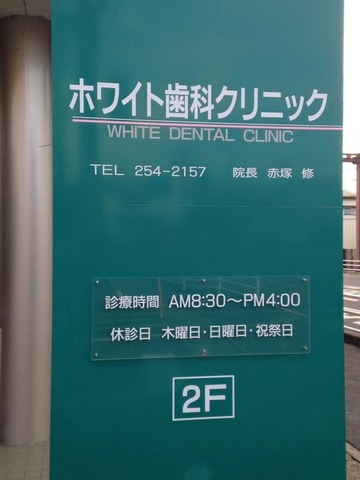 ホワイト歯科クリニック
WHITE DENTAL CLINIC
TEL 254-2157 院長 赤塚 修
診療時間 AM8:30～PM4:00
休診日 木曜日・日曜日・祝祭日
2F